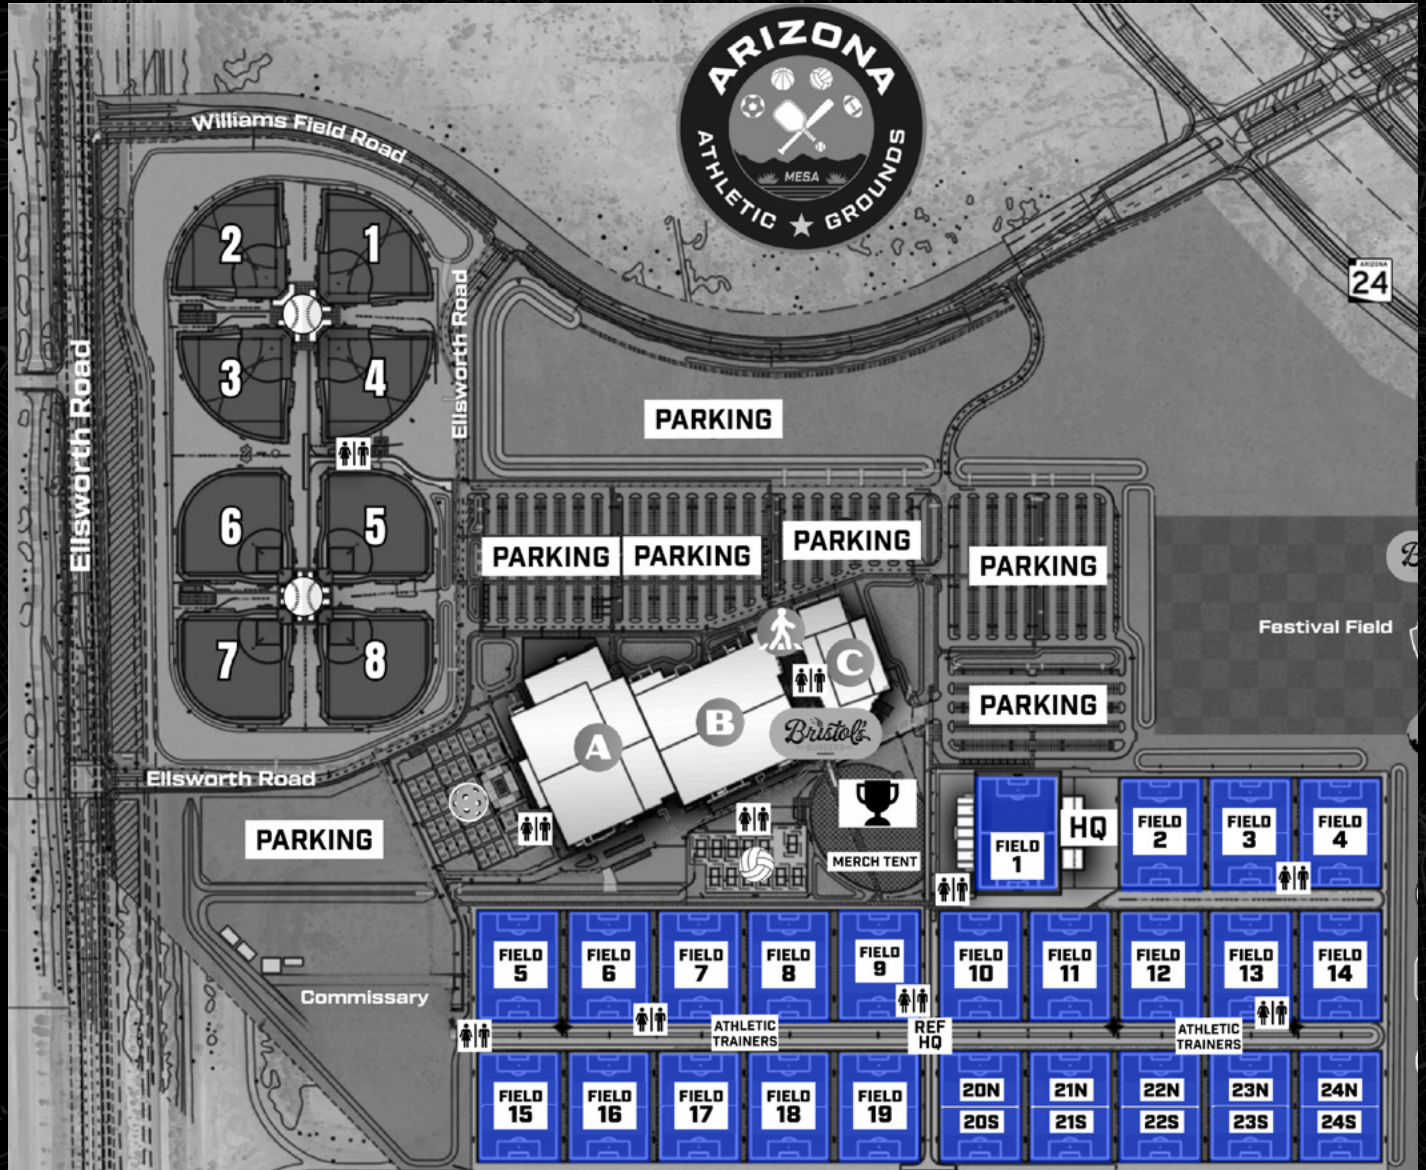 ARIZONA
ATHLETIC GROUNDS
MESA
Williams Field Road
2
1
ARIZONA
24
Ellsworth Road
Ellsworth Road
3
4
PARKING
6
5
PARKING
PARKING
PARKING
PARKING
Festival Field
7
8
C
B
A
PARKING
Bristol's
BURGERS
Ellsworth Road
PARKING
MERCH TENT
HQ
FIELD
1
FIELD
2
FIELD
3
FIELD
4
FIELD
5
FIELD
6
FIELD
7
FIELD
8
FIELD
9
FIELD
10
FIELD
11
FIELD
12
FIELD
13
FIELD
14
Commissary
ATHLETIC
TRAINERS
REF
HQ
ATHLETIC
TRAINERS
FIELD
15
FIELD
16
FIELD
17
FIELD
18
FIELD
19
20N
20S
21N
21S
22N
22S
23N
23S
24N
24S